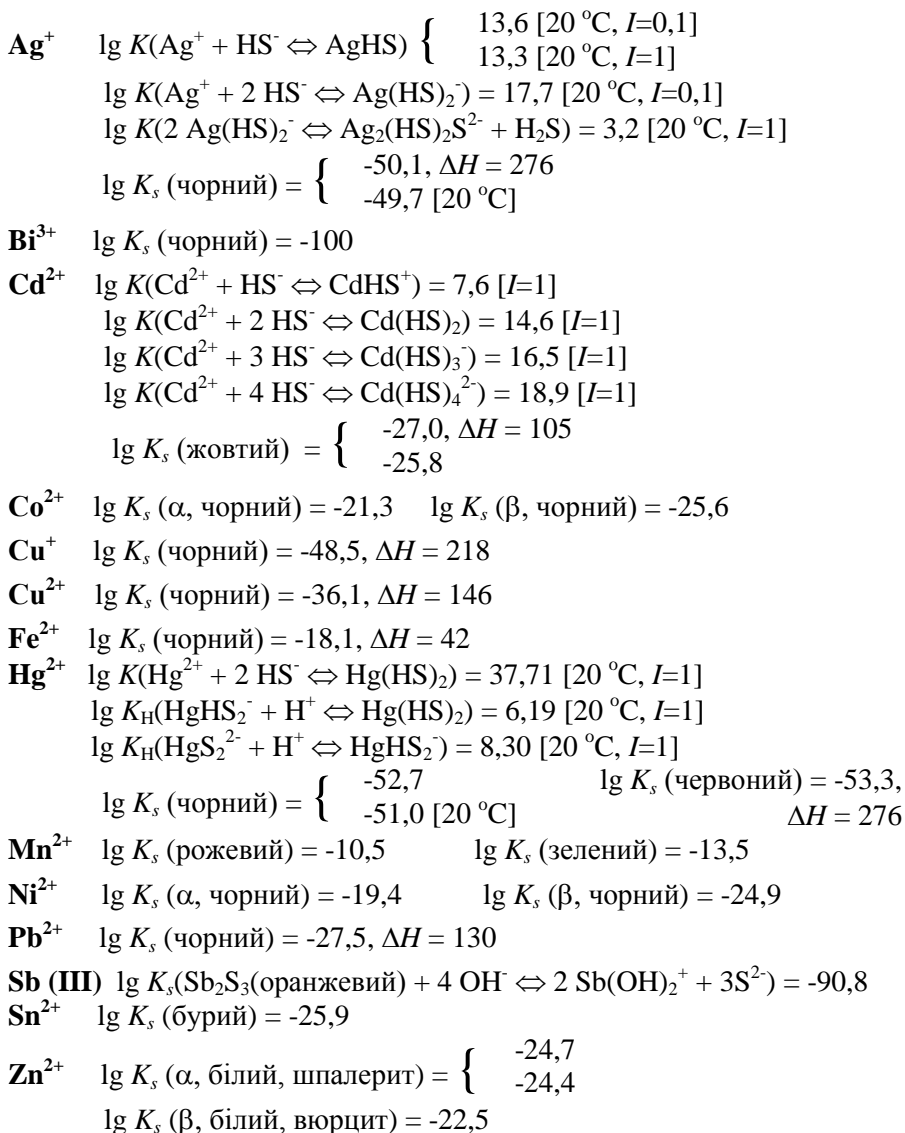 Ag⁺ lg K(Ag⁺ + HS⁻ ⇔ AgHS) { 13,6 [20 °C, I=0,1]
13,3 [20 °C, I=1]
lg K(Ag⁺ + 2 HS⁻ ⇔ Ag(HS)₂⁻) = 17,7 [20 °C, I=0,1]
lg K(2 Ag(HS)₂⁻ ⇔ Ag₂(HS)₂S²⁻ + H₂S) = 3,2 [20 °C, I=1]
lg Kₛ (чорний) = { -50,1, ΔH = 276
-49,7 [20 °C]
Bi³⁺ lg Kₛ (чорний) = -100
Cd²⁺ lg K(Cd²⁺ + HS⁻ ⇔ CdHS⁺) = 7,6 [I=1]
lg K(Cd²⁺ + 2 HS⁻ ⇔ Cd(HS)₂) = 14,6 [I=1]
lg K(Cd²⁺ + 3 HS⁻ ⇔ Cd(HS)₃⁻) = 16,5 [I=1]
lg K(Cd²⁺ + 4 HS⁻ ⇔ Cd(HS)₄²⁻) = 18,9 [I=1]
lg Kₛ (жовтий) = { -27,0, ΔH = 105
-25,8
Co²⁺ lg Kₛ (α, чорний) = -21,3 lg Kₛ (β, чорний) = -25,6
Cu⁺ lg Kₛ (чорний) = -48,5, ΔH = 218
Cu²⁺ lg Kₛ (чорний) = -36,1, ΔH = 146
Fe²⁺ lg Kₛ (чорний) = -18,1, ΔH = 42
Hg²⁺ lg K(Hg²⁺ + 2 HS⁻ ⇔ Hg(HS)₂) = 37,71 [20 °C, I=1]
lg K_H(HgHS₂⁻ + H⁺ ⇔ Hg(HS)₂) = 6,19 [20 °C, I=1]
lg K_H(HgS₂²⁻ + H⁺ ⇔ HgHS₂⁻) = 8,30 [20 °C, I=1]
lg Kₛ (чорний) = { -52,7 lg Kₛ (червоний) = -53,3,
-51,0 [20 °C] ΔH = 276
Mn²⁺ lg Kₛ (рожевий) = -10,5 lg Kₛ (зелений) = -13,5
Ni²⁺ lg Kₛ (α, чорний) = -19,4 lg Kₛ (β, чорний) = -24,9
Pb²⁺ lg Kₛ (чорний) = -27,5, ΔH = 130
Sb (III) lg Kₛ(Sb₂S₃(оранжевий) + 4 OH⁻ ⇔ 2 Sb(OH)₂⁺ + 3S²⁻) = -90,8
Sn²⁺ lg Kₛ (бурий) = -25,9
Zn²⁺ lg Kₛ (α, білий, шпалерит) = { -24,7
-24,4
lg Kₛ (β, білий, вюрцит) = -22,5